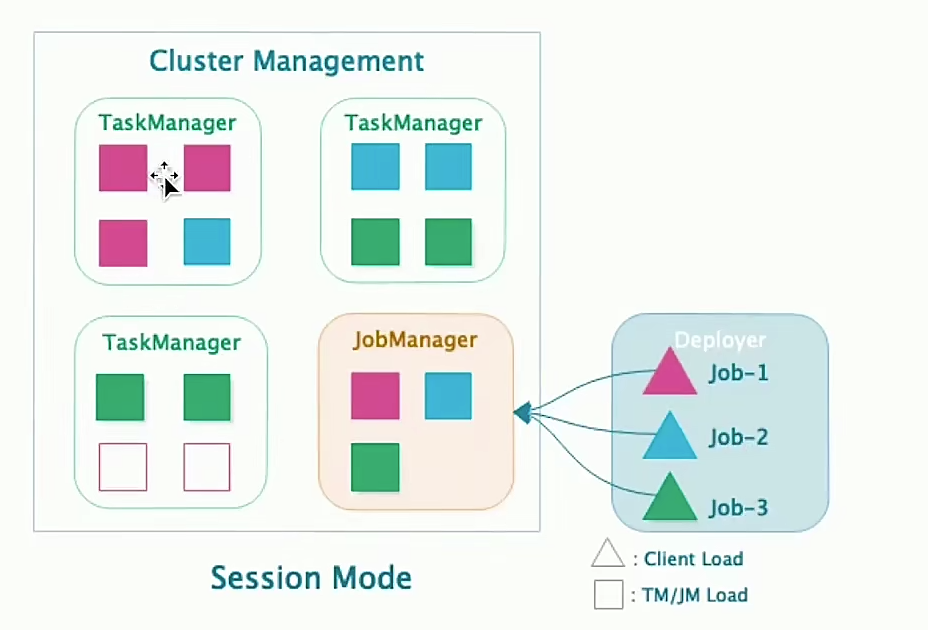 Cluster Management
TaskManager
TaskManager
TaskManager
JobManager
Deployer
Job-1
Job-2
Job-3
Session Mode
: Client Load
: TM/JM Load